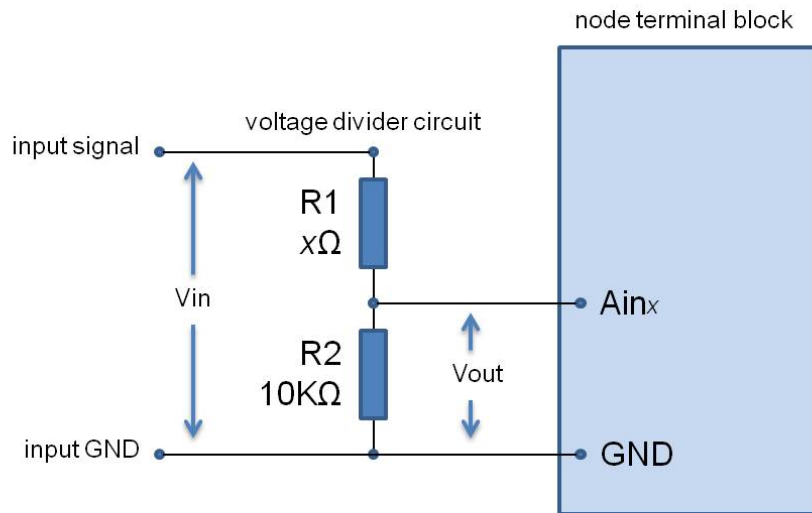 node terminal block
voltage divider circuit
input signal
R1
xΩ
Vin
Ainx
R2
10KΩ
Vout
input GND
GND